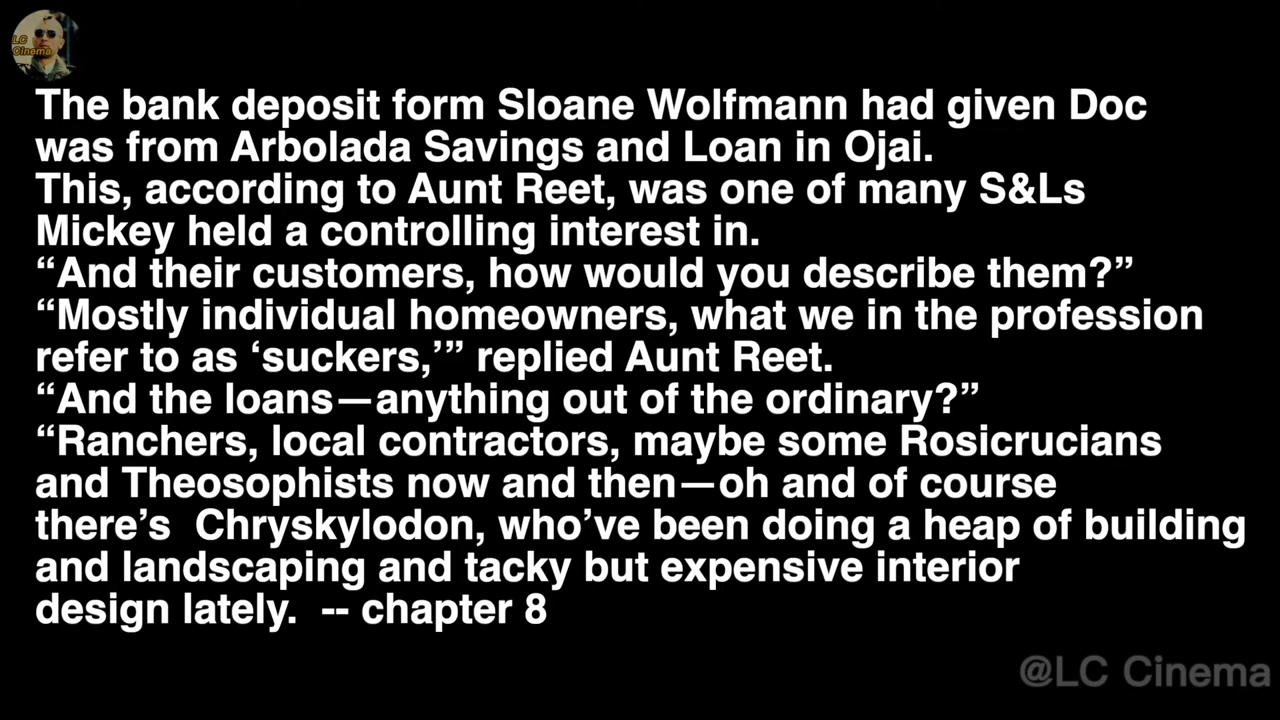 LC
Cinema
The bank deposit form Sloane Wolfmann had given Doc
was from Arbolada Savings and Loan in Ojai.
This, according to Aunt Reet, was one of many S&Ls
Mickey held a controlling interest in.
“And their customers, how would you describe them?”
“Mostly individual homeowners, what we in the profession
refer to as ‘suckers,’” replied Aunt Reet.
“And the loans—anything out of the ordinary?”
“Ranchers, local contractors, maybe some Rosicrucians
and Theosophists now and then—oh and of course
there’s  Chryskylodon, who’ve been doing a heap of building
and landscaping and tacky but expensive interior
design lately.  -- chapter 8
@LC Cinema